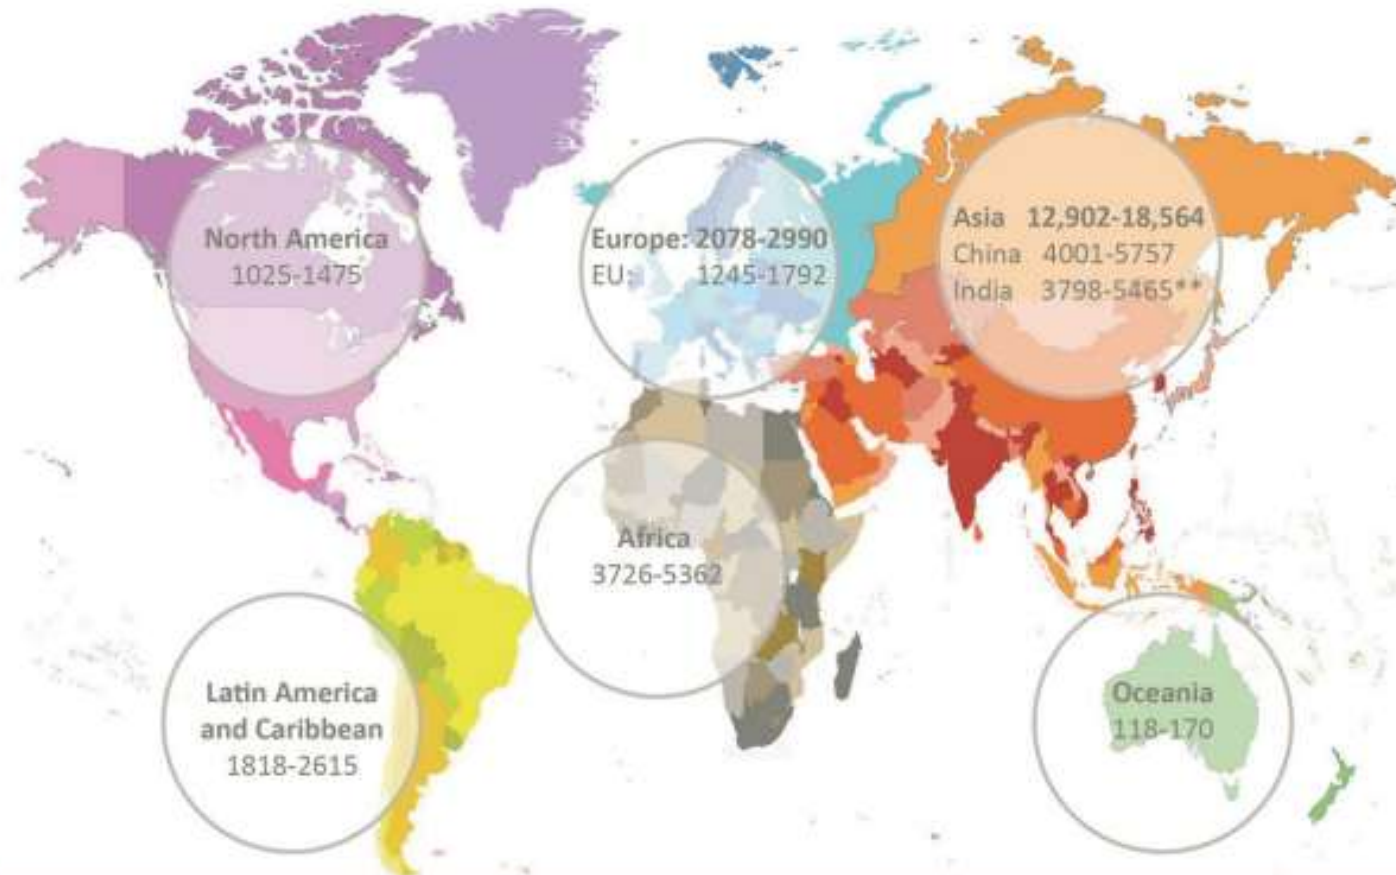 North America
1025-1475
Europe: 2078-2990
EU: 1245-1792
Asia 12,902-18,564
China 4001-5757
India 3798-5465**
Africa
3726-5362
Latin America
and Caribbean
1818-2615
Oceania
118-170